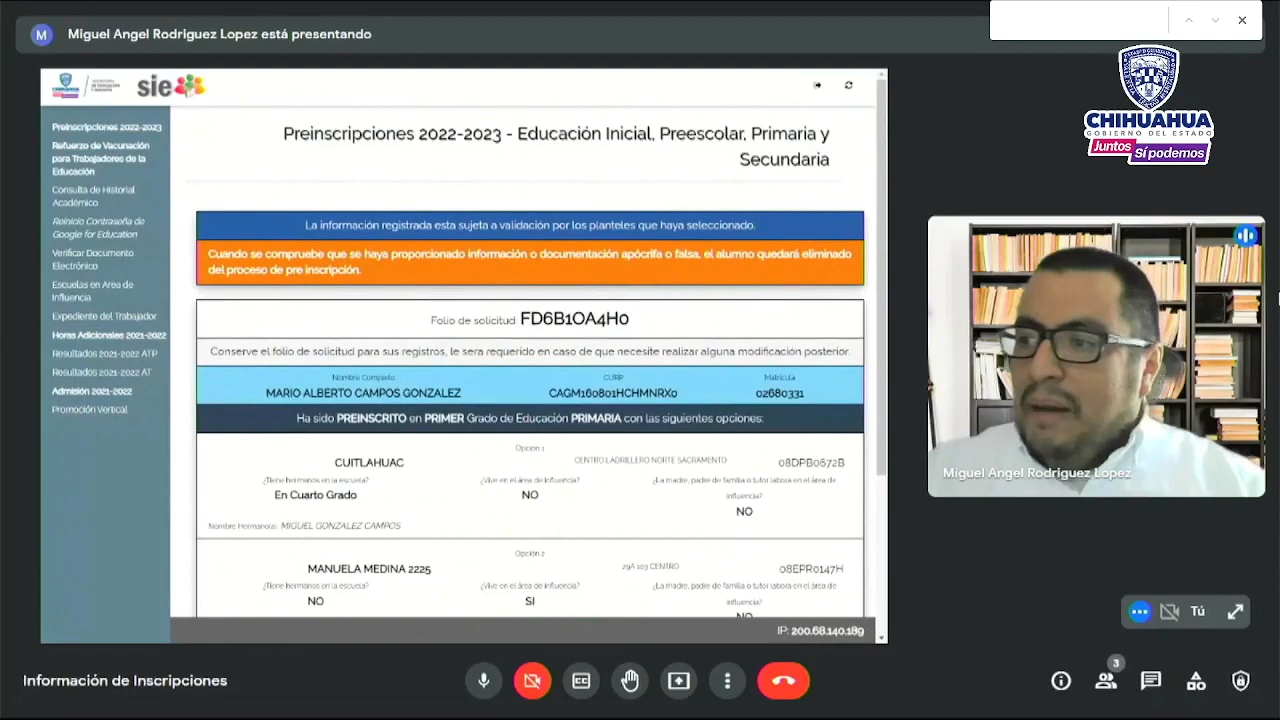 M
Miguel Angel Rodriguez Lopez está presentando
CHIHUAHUA
GOBIERNO DEL ESTADO
Juntos
Sí podemos
CHIHUAHUA
sie
Preinscripciones 2022-2023
Refuerzo de Vacunación
para Trabajadores de la
Educación
Consulta de Historial
Académico
Reinicio Contraseña de
Google for Education
Verificar Documento
Electrónico
Escuelas en Area de
Influencia
Expediente del Trabajador
Horas Adicionales 2021-2022
Resultados 2021-2022 ATP
Resultados 2021-2022 AT
Admisión 2021-2022
Promoción Vertical
Preinscripciones 2022-2023 - Educación Inicial, Preescolar, Primaria y
Secundaria
La información registrada esta sujeta a validación por los planteles que haya seleccionado.
Cuando se compruebe que se haya proporcionado información o documentación apócrifa o falsa, el alumno quedará eliminado
del proceso de pre inscripción.
Folio de solicitud: FD6B1OA4H0
Conserve el folio de solicitud para sus registros, le sera requerido en caso de que necesite realizar alguna modificación posterior.
Nombre Completo CURP Matrícula
MARIO ALBERTO CAMPOS GONZALEZ CAGM160801HCHMNRX0 02680331
Ha sido PREINSCRITO en PRIMER Grado de Educación PRIMARIA con las siguientes opciones:
Opción 1
CUITLAHUAC CENTRO LADRILLERO NORTE SACRAMENTO 08DPB0672B
¿Tiene hermanos en la escuela? ¿Vive en el área de influencia? ¿La madre, padre de familia o tutor labora en el área de
influencia?
En Cuarto Grado NO
NO
Nombre Hermano(a): MIGUEL GONZALEZ CAMPOS
Opción 2
MANUELA MEDINA 2225 29A 103 CENTRO 08EPR0147H
¿Tiene hermanos en la escuela? ¿Vive en el área de influencia? ¿La madre, padre de familia o tutor labora en el área de
influencia?
NO SI
NO
IP: 200.68.140.189
Miguel Angel Rodriguez Lopez
Tú
Información de Inscripciones
3